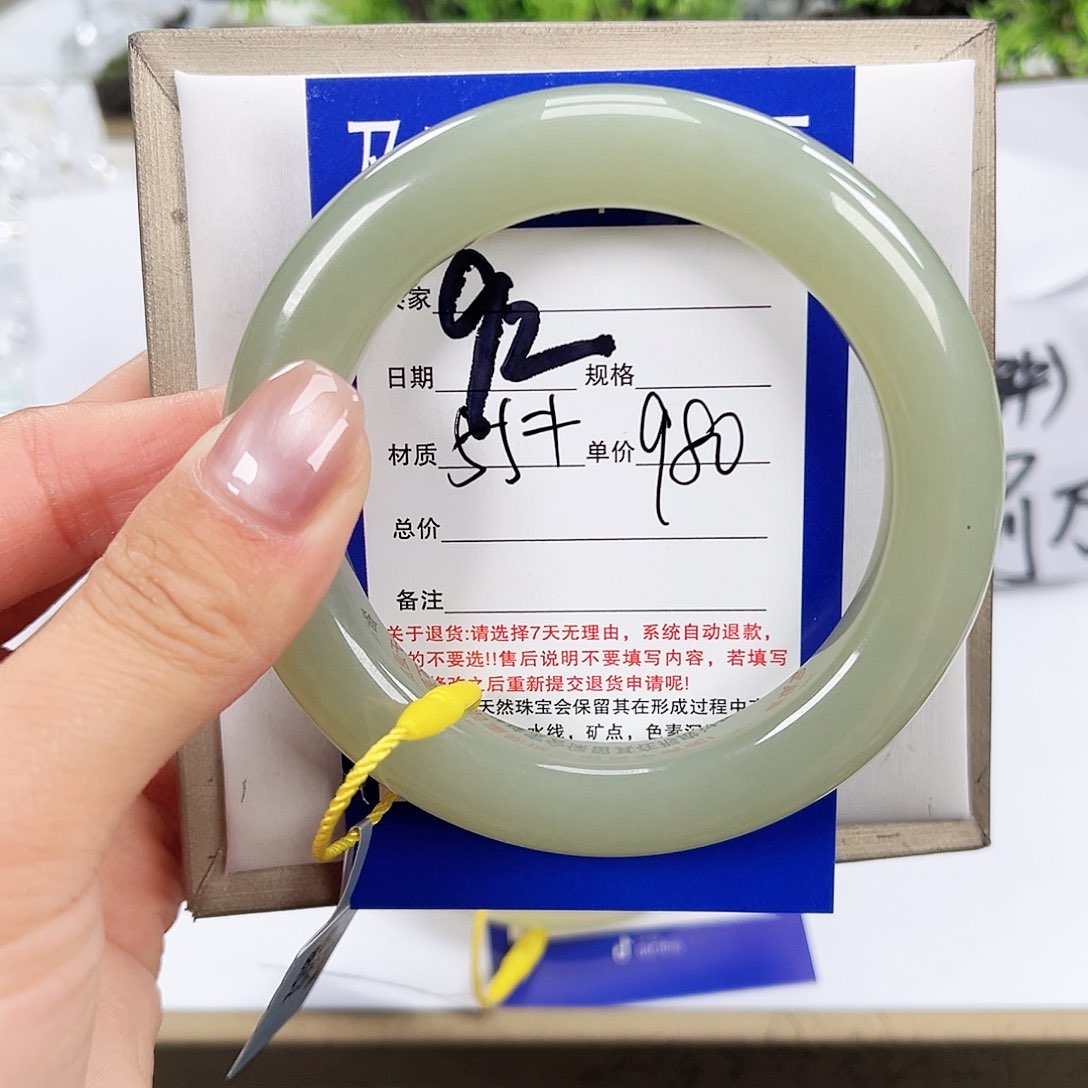 家
92
日期 规格
材质 55 单价 980
总价
备注
关于退货:请选择7天无理由，系统自动退款，
的不要选!!售后说明不要填写内容，若填写
之后重新提交退货申请呢!
天然珠宝会保留其在形成过程中
水线，矿点，色素